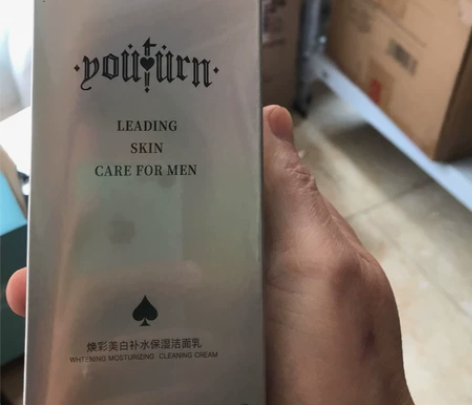 youturn
LEADING
SKIN
CARE FOR MEN
焕彩美白补水保湿洁面乳
WHITENING MOSTURIZING CLEANING CREAM